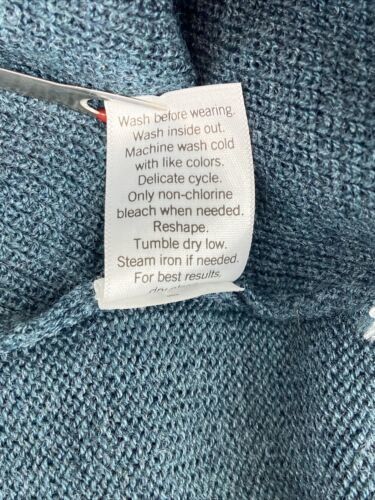 Wash before wearing.
Wash inside out.
Machine wash cold
with like colors.
Delicate cycle.
Only non-chlorine
bleach when needed.
Reshape.
Tumble dry low.
Steam iron if needed.
For best results,